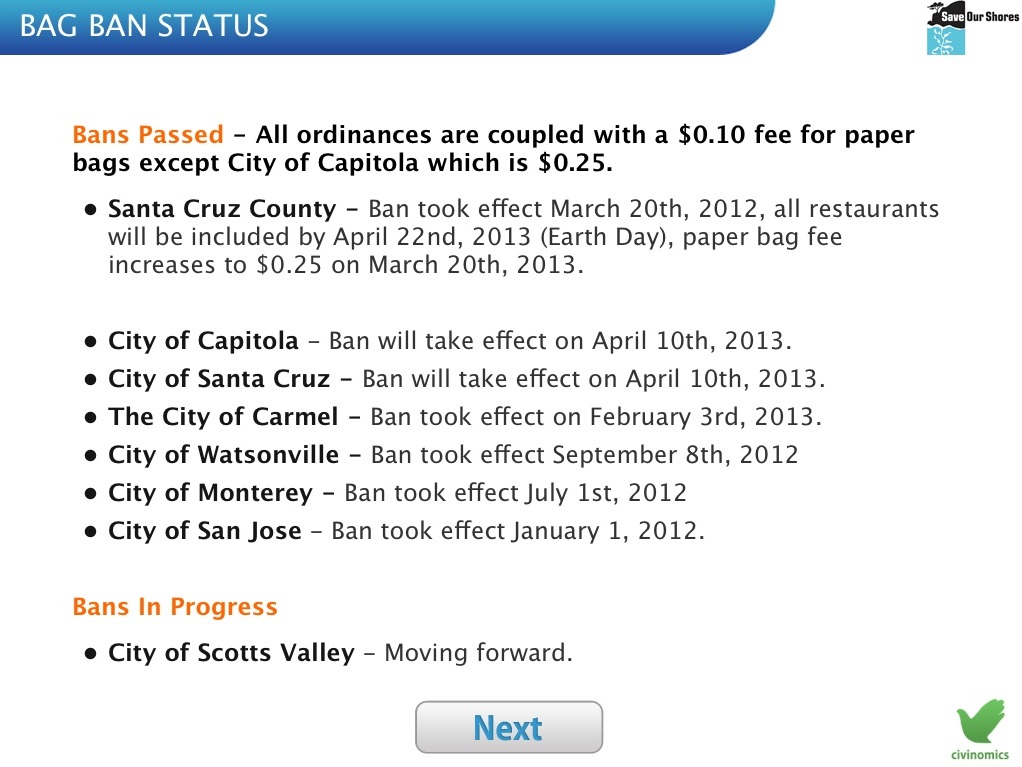 BAG BAN STATUS
Save Our Shores
Bans Passed – All ordinances are coupled with a $0.10 fee for paper
bags except City of Capitola which is $0.25.
● Santa Cruz County – Ban took effect March 20th, 2012, all restaurants
will be included by April 22nd, 2013 (Earth Day), paper bag fee
increases to $0.25 on March 20th, 2013.
● City of Capitola – Ban will take effect on April 10th, 2013.
● City of Santa Cruz – Ban will take effect on April 10th, 2013.
● The City of Carmel – Ban took effect on February 3rd, 2013.
● City of Watsonville – Ban took effect September 8th, 2012
● City of Monterey – Ban took effect July 1st, 2012
● City of San Jose – Ban took effect January 1, 2012.
Bans In Progress
● City of Scotts Valley – Moving forward.
Next
civinomics